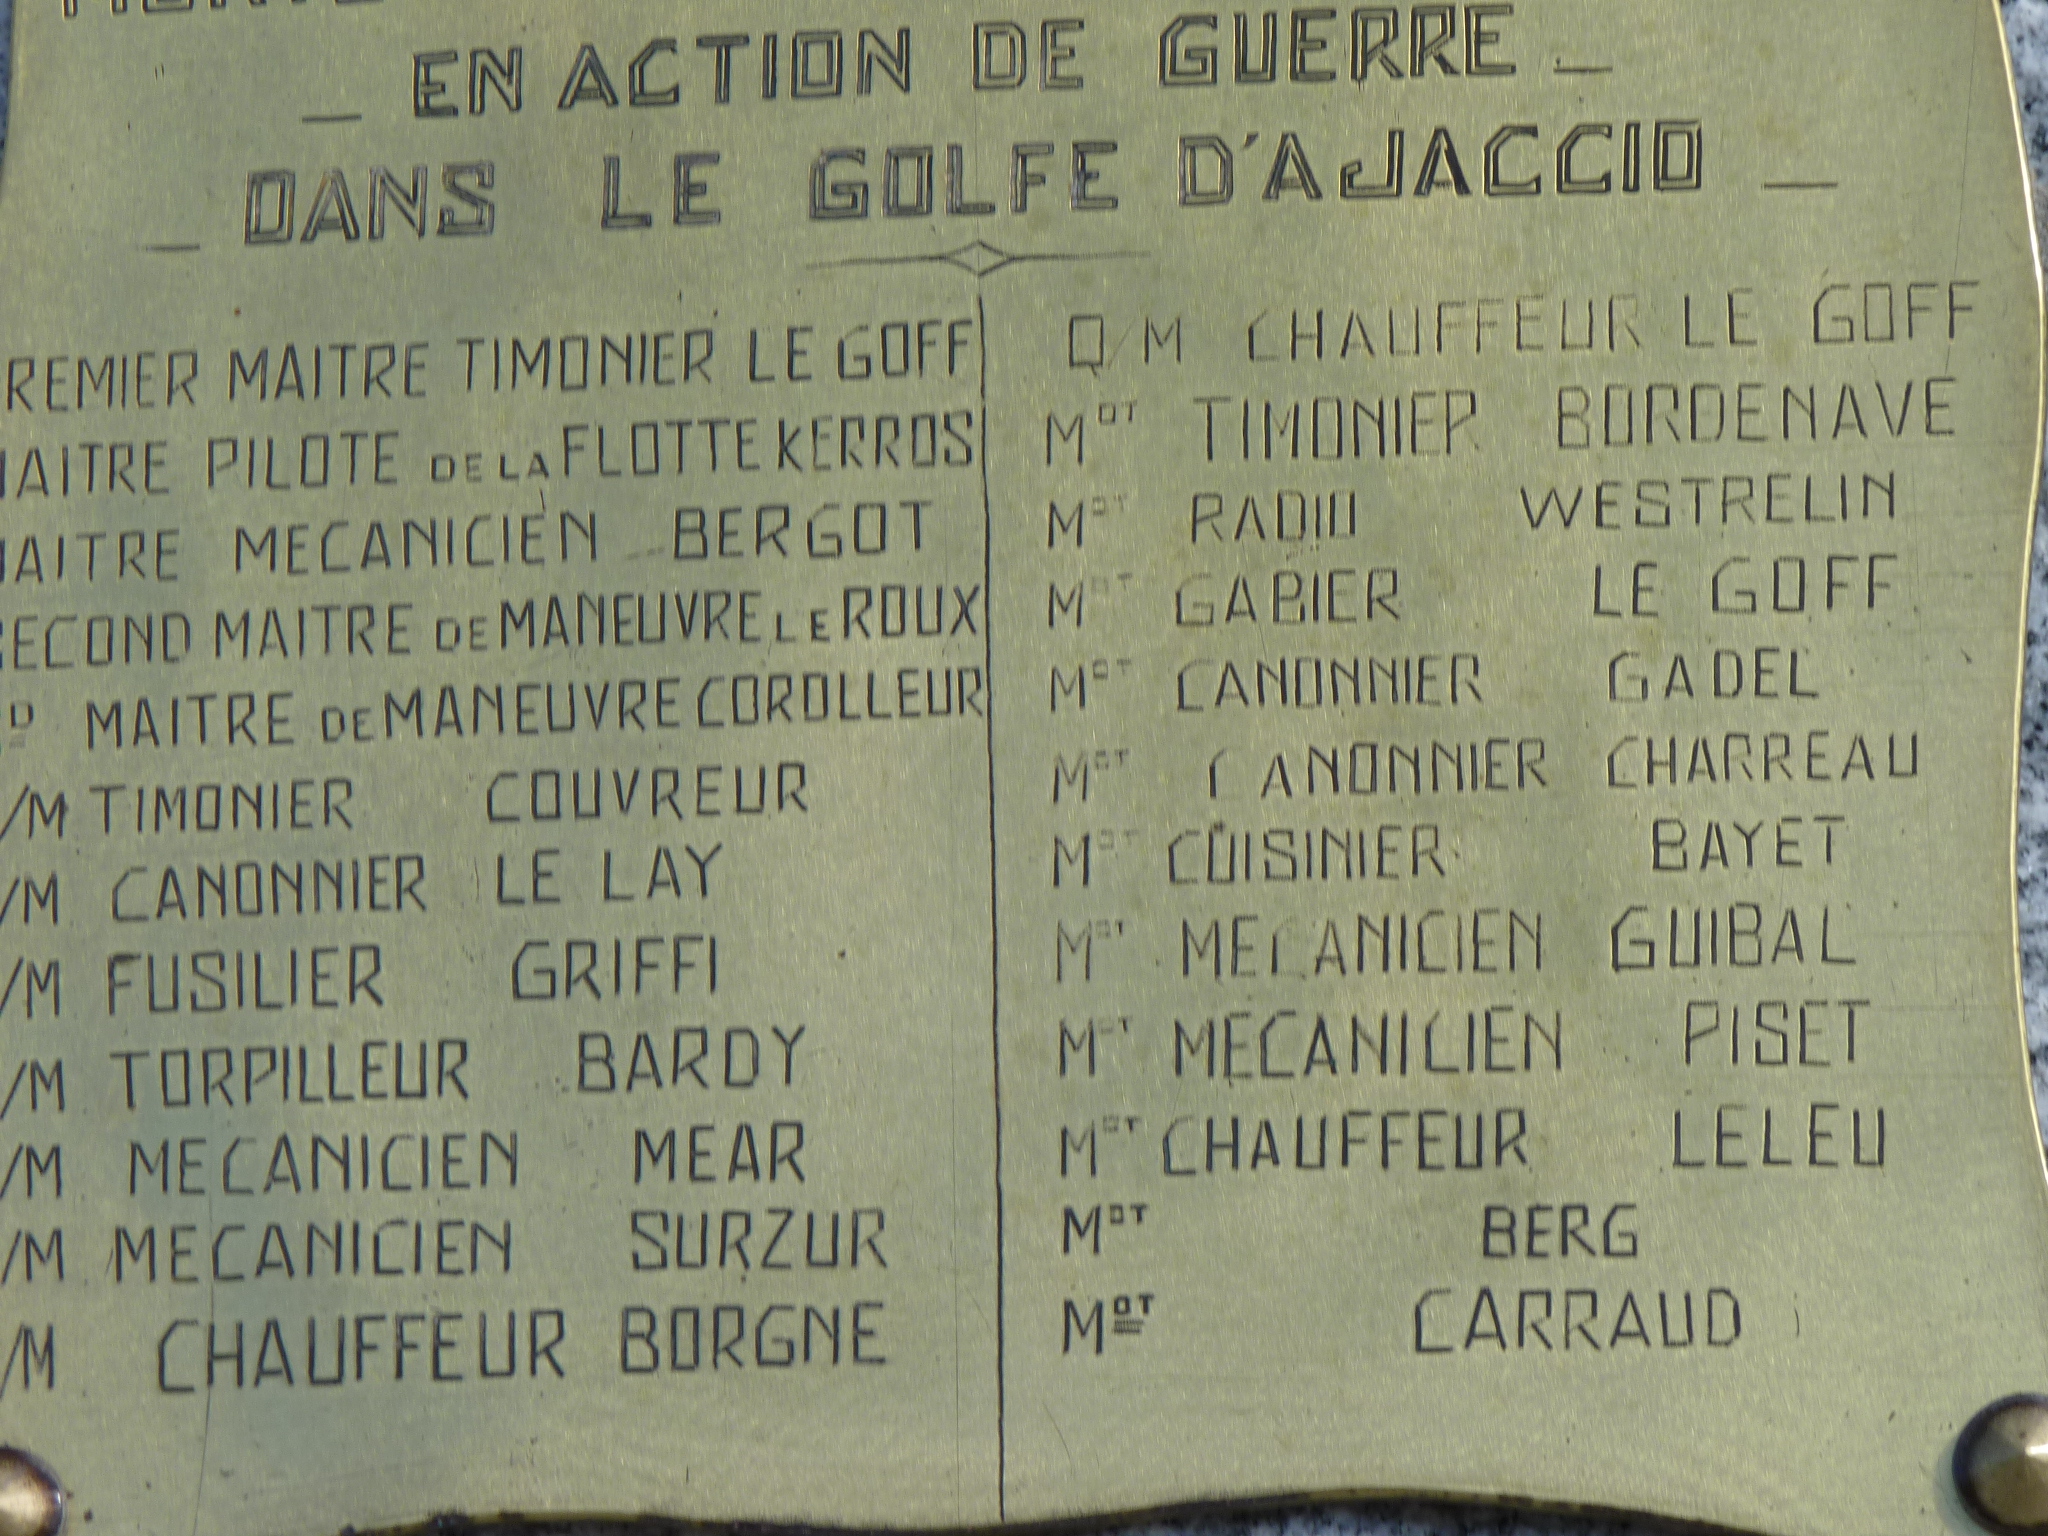 _ EN ACTION DE GUERRE _
_ DANS LE GOLFE D'AJACCIO _
REMIER MAITRE TIMONIER LE GOFF
AITRE PILOTE DE LA FLOTTE KERROS
AITRE MECANICIEN BERGOT
SECOND MAITRE DE MANEUVRE LE ROUX
D MAITRE DE MANEUVRE COROLLEUR
/M TIMONIER COUVREUR
/M CANONNIER LE LAY
/M FUSILIER GRIFFI
/M TORPILLEUR BARDY
/M MECANICIEN MEAR
/M MECANICIEN SURZUR
/M CHAUFFEUR BORGNE
Q/M CHAUFFEUR LE GOFF
MOT TIMONIER BORDENAVE
MOT RADIO WESTRELIN
MOT GABIER LE GOFF
MOT CANONNIER GADEL
MOT CANONNIER CHARREAU
MOT CUISINIER BAYET
MOT MECANICIEN GUIBAL
MOT MECANICIEN PISET
MOT CHAUFFEUR LELEU
MOT BERG
MOT CARRAUD